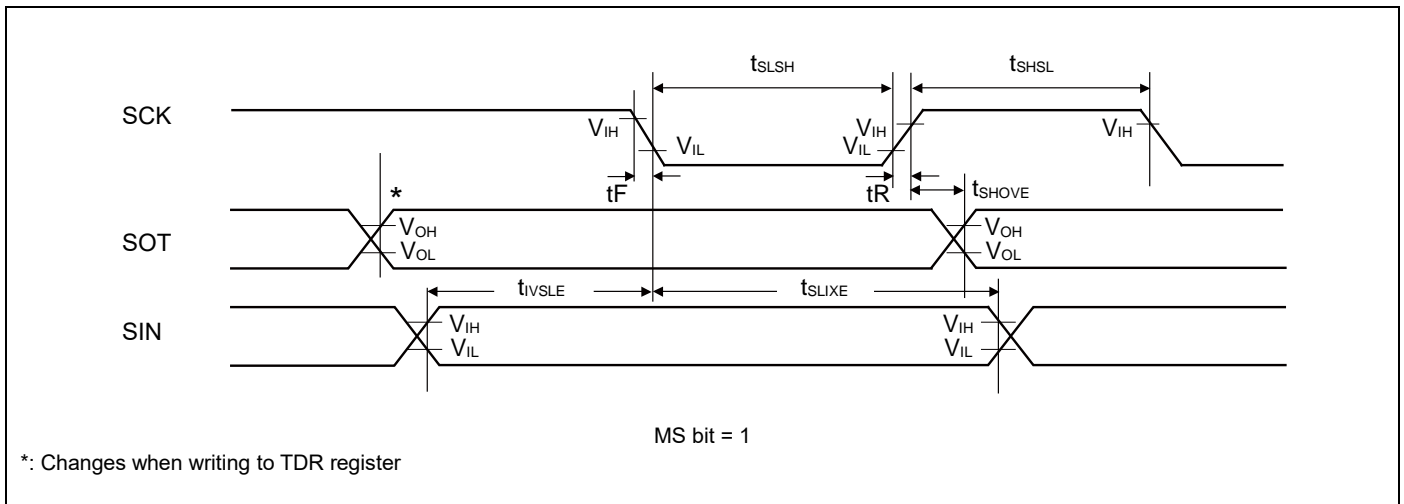 tSLSH tSHSL
SCK
VIH VIL VIH VIL VIH
tF tR tSHOVE
*
SOT
VOH VOL VOH VOL
tIVSLE tSLIXE
SIN
VIH VIL VIH VIL
MS bit = 1
*: Changes when writing to TDR register